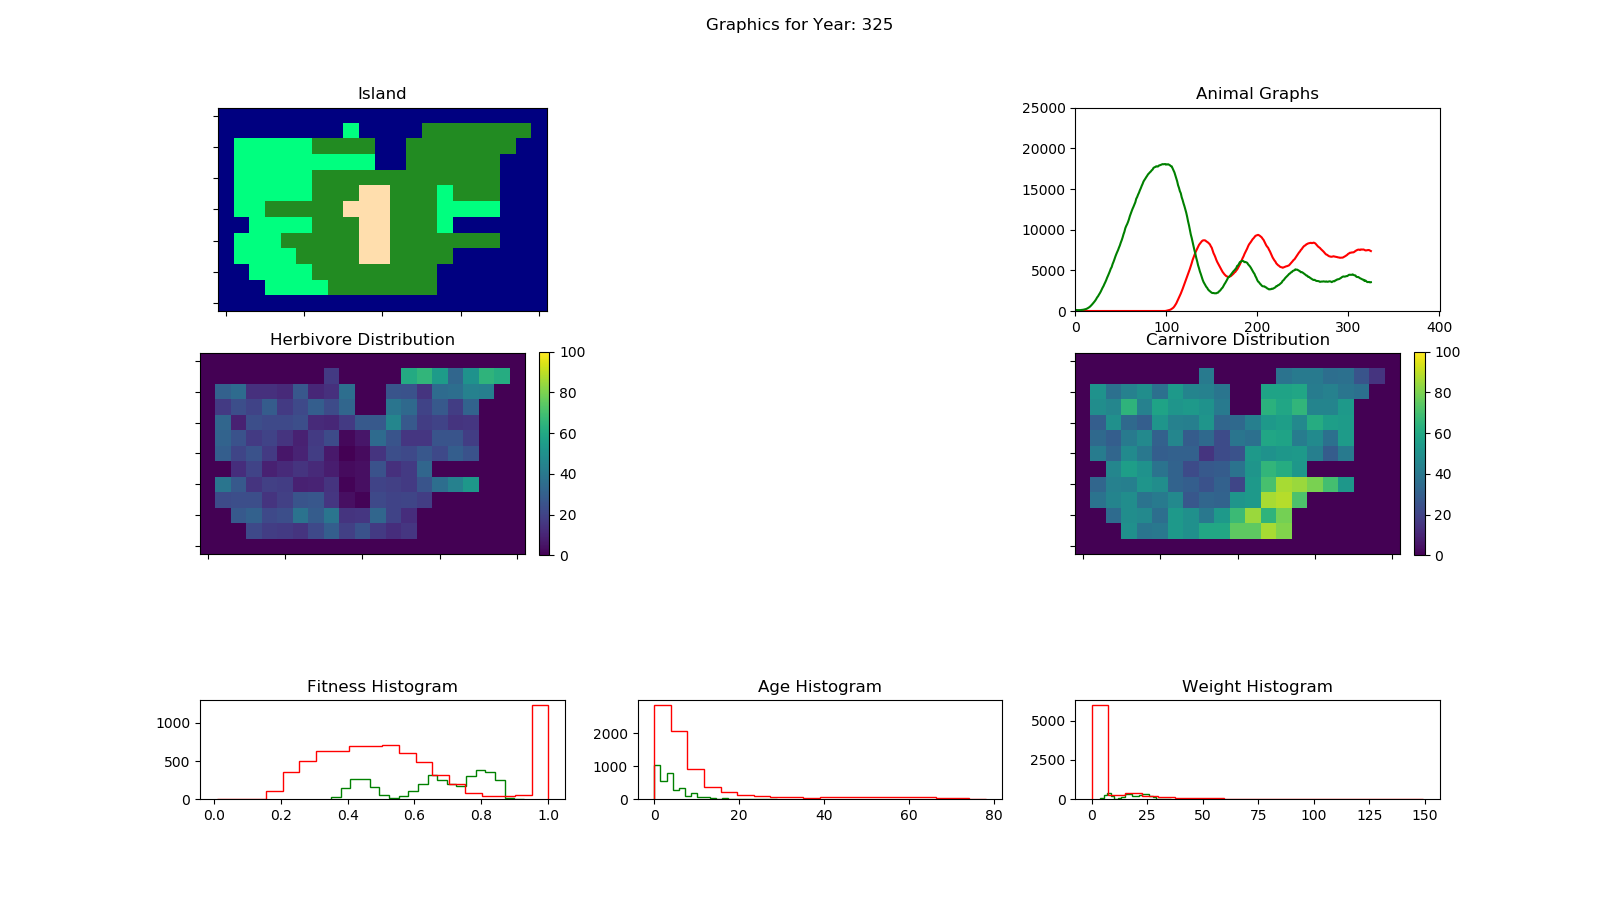 Graphics for Year: 325
Island
Animal Graphs
25000
20000
15000
10000
5000
0
0 100 200 300 400
Herbivore Distribution
100
80
60
40
20
0
Carnivore Distribution
100
80
60
40
20
0
Fitness Histogram
1000
500
0
0.0 0.2 0.4 0.6 0.8 1.0
Age Histogram
2000
1000
0
0 20 40 60 80
Weight Histogram
5000
2500
0
0 25 50 75 100 125 150